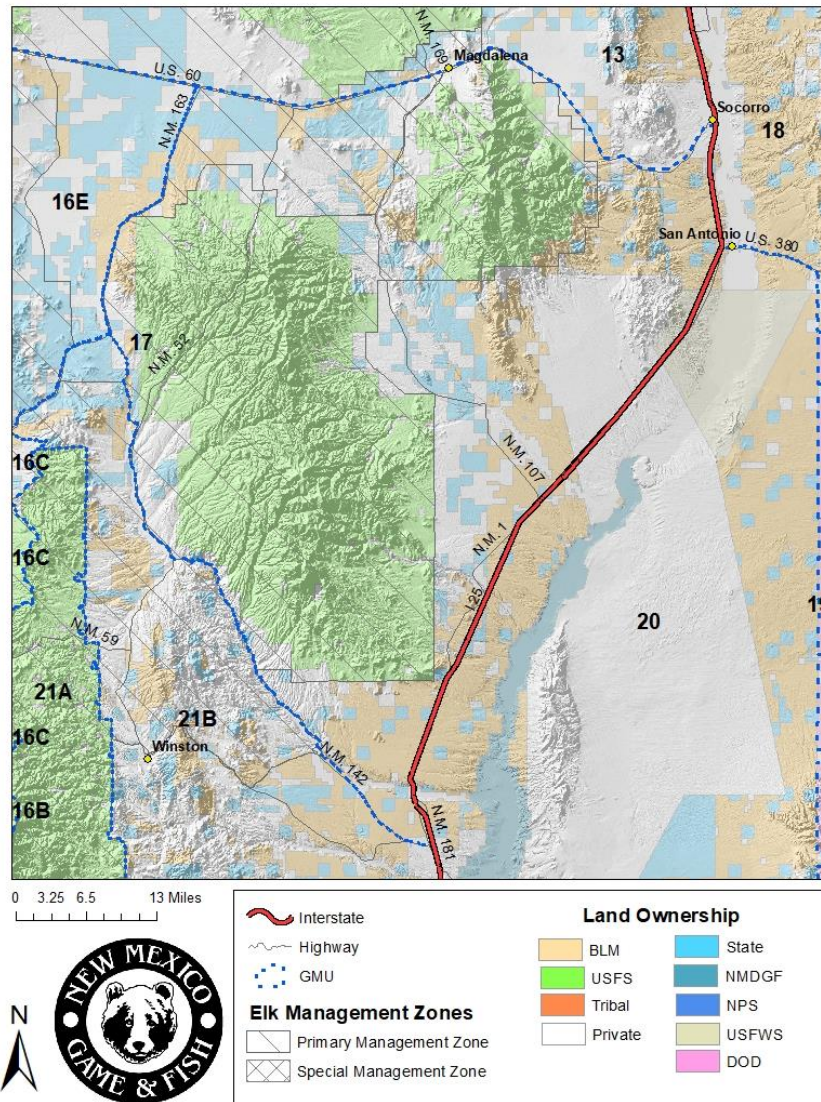 N.M. 169
Magdalena
13
U.S. 60
N.M. 163
Socorro
18
16E
San Antonio
U.S. 380
17
N.M. 52
16C
N.M. 107
16C
N.M. 1
I-25
20
N.M. 59
21A
21B
16C
Winston
N.M. 142
16B
N.M. 181
0 3.25 6.5 13 Miles
NEW MEXICO
GAME & FISH
N
Interstate
Highway
GMU
Elk Management Zones
Primary Management Zone
Special Management Zone
Land Ownership
BLM
USFS
Tribal
Private
State
NMDGF
NPS
USFWS
DOD